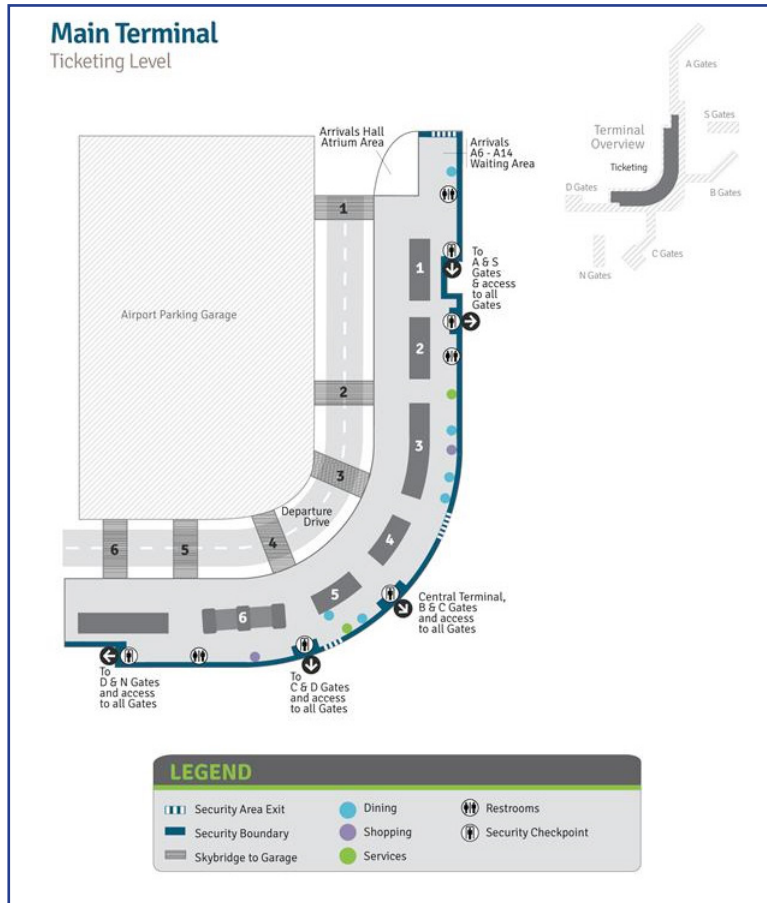 Main Terminal
Ticketing Level
A Gates
S Gates
Terminal
Overview
Ticketing
D Gates
B Gates
C Gates
N Gates
Arrivals Hall
Atrium Area
Arrivals
A6 - A14
Waiting Area
1
1
To
A & S
Gates
& access
to all
Gates
Airport Parking Garage
2
2
3
3
Departure
Drive
4
4
5
6
5
6
Central Terminal,
B & C Gates
and access
to all Gates
To
D & N Gates
and access
to all Gates
To
C & D Gates
and access
to all Gates
LEGEND
Security Area Exit
Dining
Restrooms
Security Boundary
Shopping
Security Checkpoint
Skybridge to Garage
Services